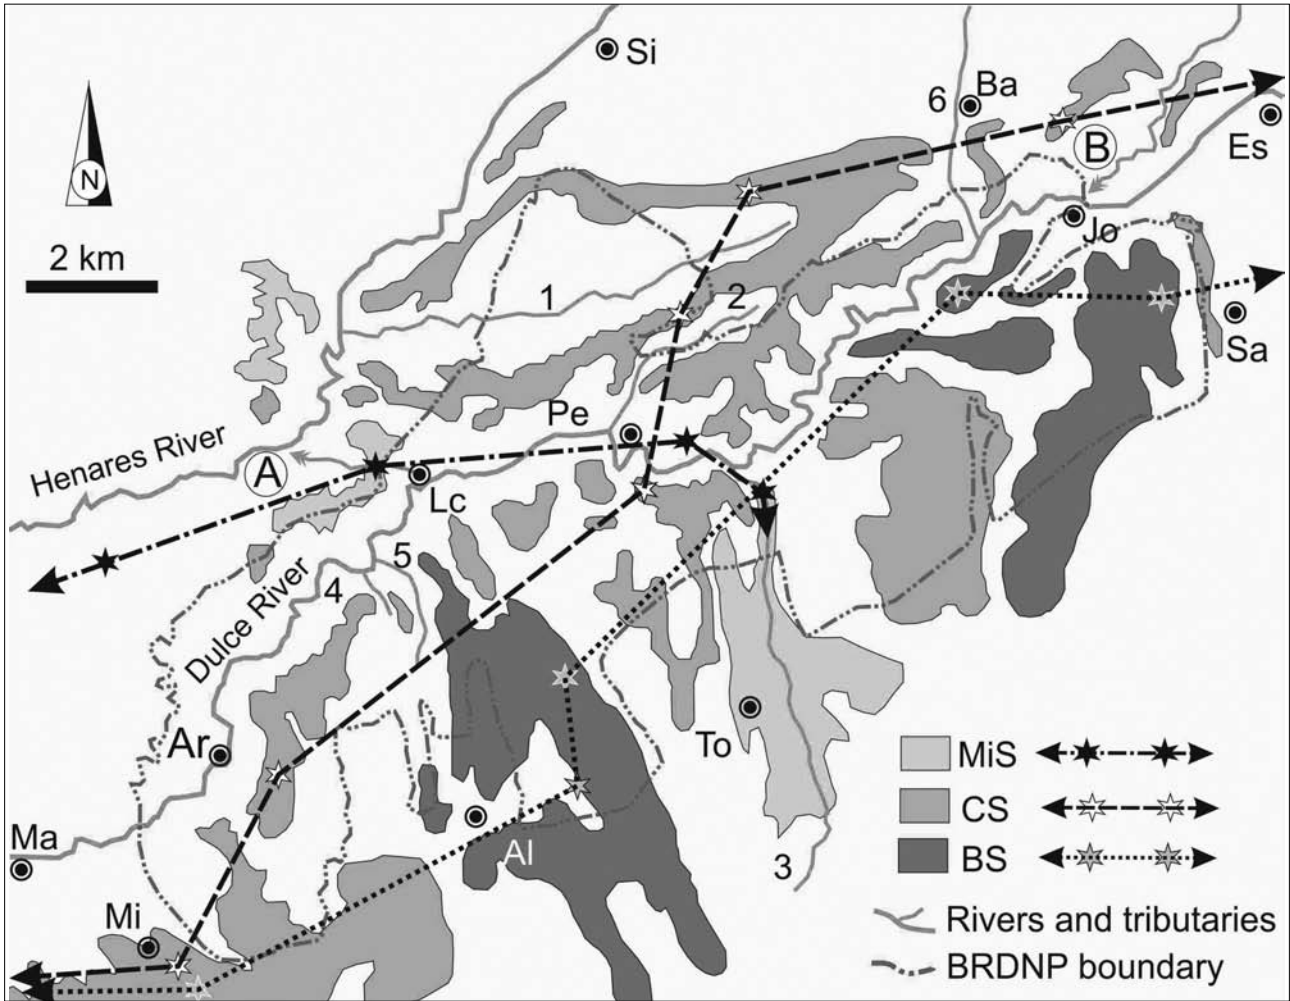 Si
6
Ba
B
Es
N
2 km
Jo
1
2
Sa
Pe
Henares River
A
Lc
5
4
Dulce River
Ar
To
MiS
CS
BS
Ma
Al
3
Mi
Rivers and tributaries
BRDNP boundary